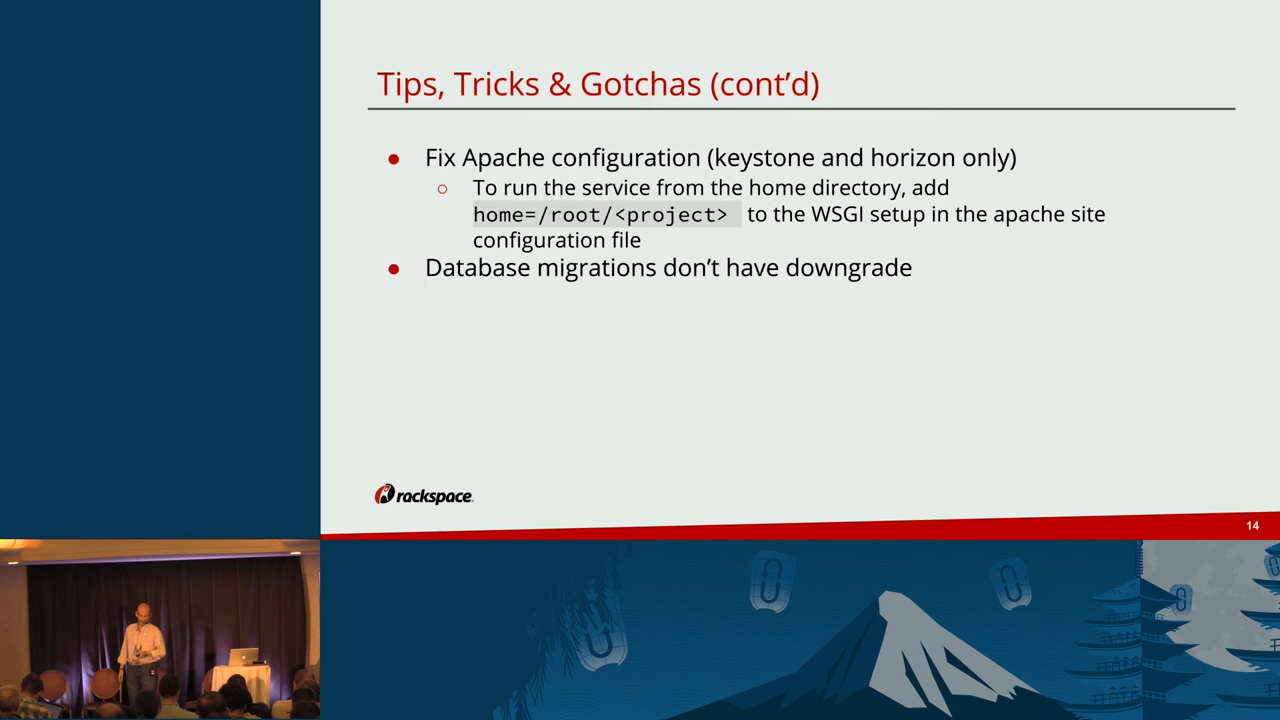 Tips, Tricks & Gotchas (cont’d)
● Fix Apache configuration (keystone and horizon only)
○ To run the service from the home directory, add
home=/root/<project> to the WSGI setup in the apache site
configuration file
● Database migrations don’t have downgrade
rackspace.
14